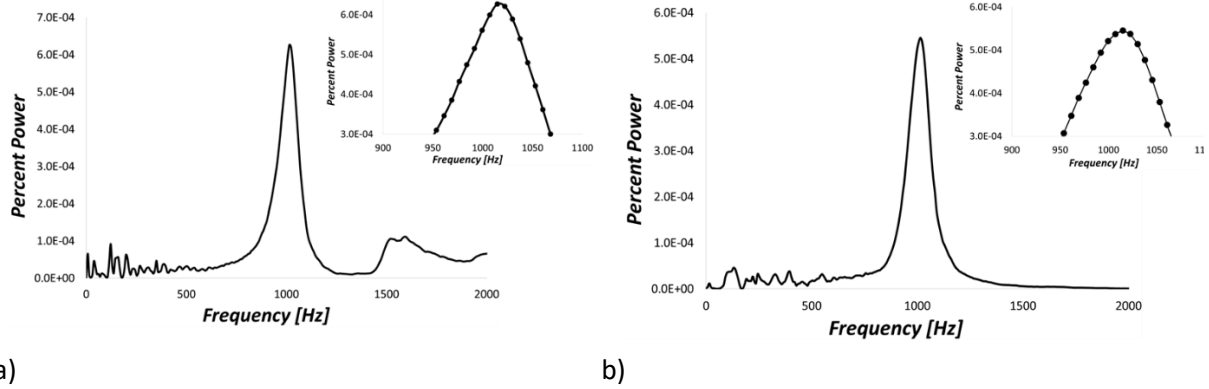 7.0E-04
6.0E-04
5.0E-04
4.0E-04
3.0E-04
2.0E-04
1.0E-04
0.0E+00
Percent Power
0 500 1000 1500 2000
Frequency [Hz]
6.0E-04
5.0E-04
4.0E-04
3.0E-04
Percent Power
900 950 1000 1050 1100
Frequency [Hz]
a)
6.0E-04
5.0E-04
4.0E-04
3.0E-04
2.0E-04
1.0E-04
0.0E+00
Percent Power
0 500 1000 1500 2000
Frequency [Hz]
6.0E-04
5.0E-04
4.0E-04
3.0E-04
Percent Power
900 950 1000 1050 11
Frequency [Hz]
b)